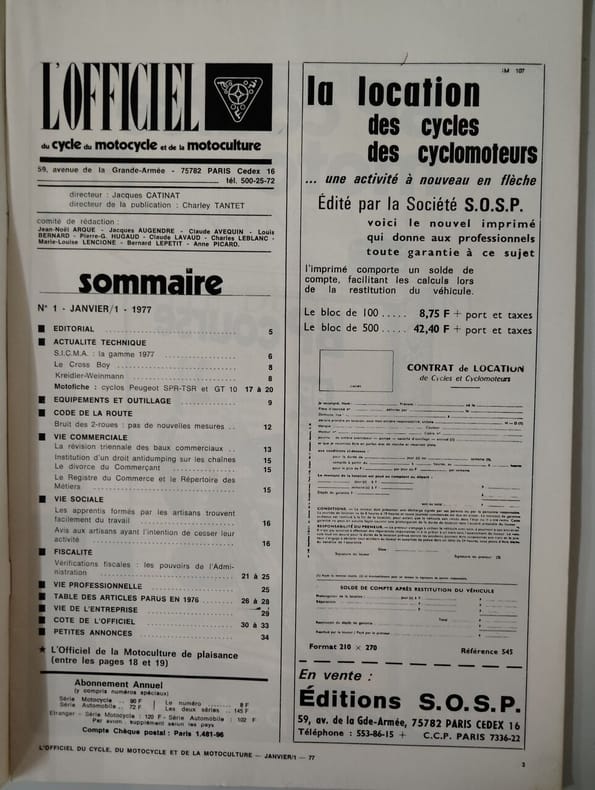 L'OFFICIEL
du cycle du motocycle et de la motoculture
59, avenue de la Grande-Armée - 75782 PARIS Cedex 16
tél. 500-25-72
directeur : Jacques CATINAT
directeur de la publication : Charley TANTET
comité de rédaction :
Jean-Noël ARQUE - Jacques AUGENDRE - Claude AVEQUIN - Louis
BERNARD - Pierre-G. HUGAUD - Claude LAVAUD - Charles LEBLANC -
Marie-Louise LENCIONE - Bernard LEPETIT - Anne PICARD.
sommaire
N° 1 - JANVIER/1 - 1977
■ EDITORIAL 5
■ ACTUALITÉ TECHNIQUE
S.I.C.M.A. : la gamme 1977 6
Le Cross Boy 8
Kreidler-Weinmann 8
Motofiche : cyclos Peugeot SPR-TSR et GT 10 17 à 20
■ EQUIPEMENTS ET OUTILLAGE 9
■ CODE DE LA ROUTE
Bruit des 2-roues : pas de nouvelles mesures 12
■ VIE COMMERCIALE
La révision triennale des baux commerciaux 13
Institution d'un droit antidumping sur les chaînes 15
Le divorce du Commerçant 15
Le Registre du Commerce et le Répertoire des
Métiers 15
■ VIE SOCIALE
Les apprentis formés par les artisans trouvent
facilement du travail 16
Avis aux artisans ayant l'intention de cesser leur
activité 16
■ FISCALITÉ
Vérifications fiscales : les pouvoirs de l'Admi-
nistration 21 à 25
■ VIE PROFESSIONNELLE 25
■ TABLE DES ARTICLES PARUS EN 1976 26 à 28
■ VIE DE L'ENTREPRISE 29
■ COTE DE L'OFFICIEL 30 à 33
■ PETITES ANNONCES 34
★ L'Officiel de la Motoculture de plaisance
(entre les pages 18 et 19)
Abonnement Annuel
(y compris numéros spéciaux)
Série Motocycle .. 90 F
Série Automobile .. 72 F
Le numéro ....... 8 F
Les deux séries .. 145 F
Etranger - Série Motocycle : 120 F - Série Automobile : 102 F
Par avion : supplément selon les pays
Compte Chèque postal : Paris 1.481-96
L'OFFICIEL DU CYCLE, DU MOTOCYCLE ET DE LA MOTOCULTURE — JANVIER/1 — 77
IM 107
la location
des cycles
des cyclomoteurs
... une activité à nouveau en flèche
Édité par la Société S.O.S.P.
voici le nouvel imprimé
qui donne aux professionnels
toute garantie à ce sujet
l'imprimé comporte un solde de
compte, facilitant les calculs lors
de la restitution du véhicule.
Le bloc de 100 ..... 8,75 F + port et taxes
Le bloc de 500 ..... 42,40 F + port et taxes
CONTRAT de LOCATION
de Cycles et Cyclomoteurs
CONDITIONS
RESPONSABILITÉ DU PRENEUR
Date
Signature du loueur
SOLDE DE COMPTE APRÈS RESTITUTION DU VÉHICULE
Total
Format 210 × 270
Référence 545
En vente :
Éditions S.O.S.P.
59, av. de la Gde-Armée, 75782 PARIS CEDEX 16
Téléphone : 553-86-15 + C.C.P. PARIS 7336-22
3